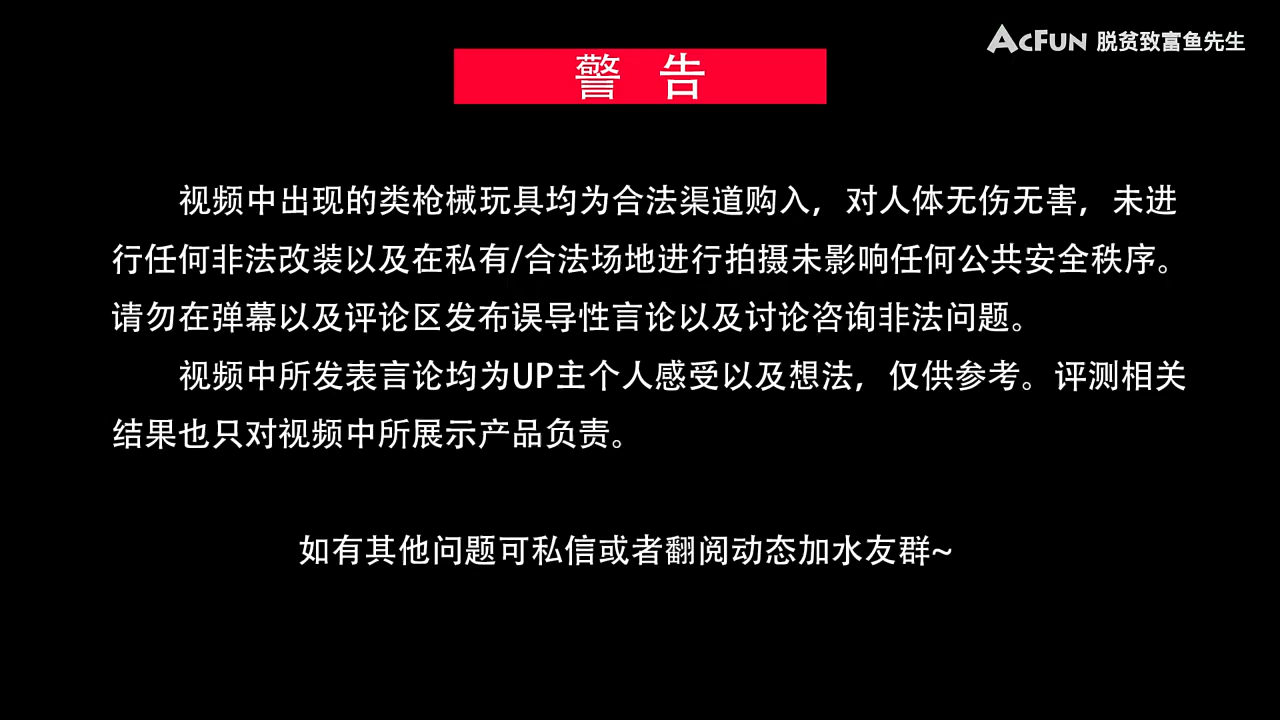 ACFUN 脱贫致富鱼先生
警 告
视频中出现的类枪械玩具均为合法渠道购入，对人体无伤无害，未进
行任何非法改装以及在私有/合法场地进行拍摄未影响任何公共安全秩序。
请勿在弹幕以及评论区发布误导性言论以及讨论咨询非法问题。
视频中所发表言论均为UP主个人感受以及想法，仅供参考。评测相关
结果也只对视频中所展示产品负责。
如有其他问题可私信或者翻阅动态加水友群~